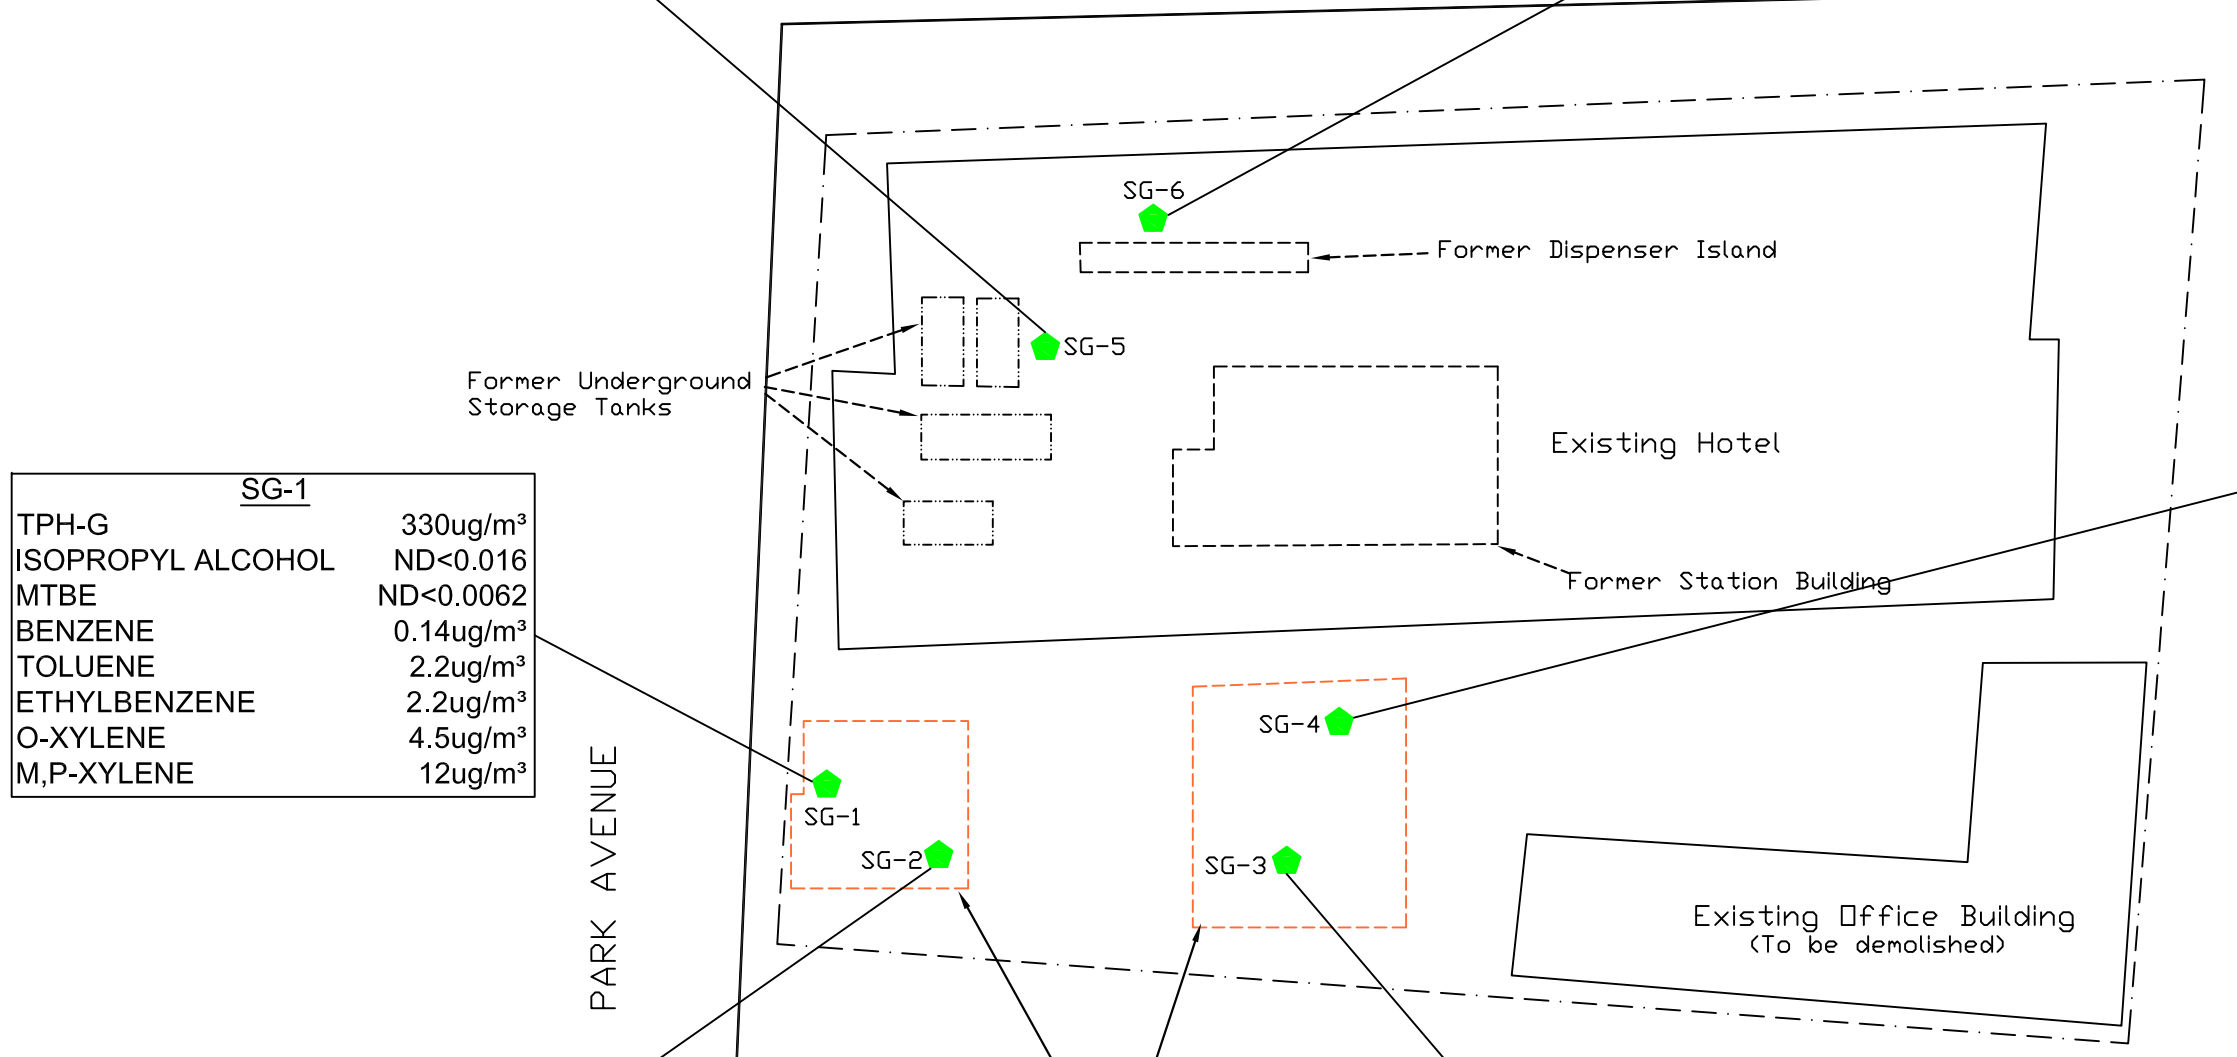 SG-6
Former Dispenser Island
SG-5
Former Underground
Storage Tanks
Existing Hotel
SG-1
TPH-G 330ug/m³
ISOPROPYL ALCOHOL ND<0.016
MTBE ND<0.0062
BENZENE 0.14ug/m³
TOLUENE 2.2ug/m³
ETHYLBENZENE 2.2ug/m³
O-XYLENE 4.5ug/m³
M,P-XYLENE 12ug/m³
Former Station Building
SG-4
SG-1
SG-2
SG-3
PARK AVENUE
Existing Office Building
(To be demolished)